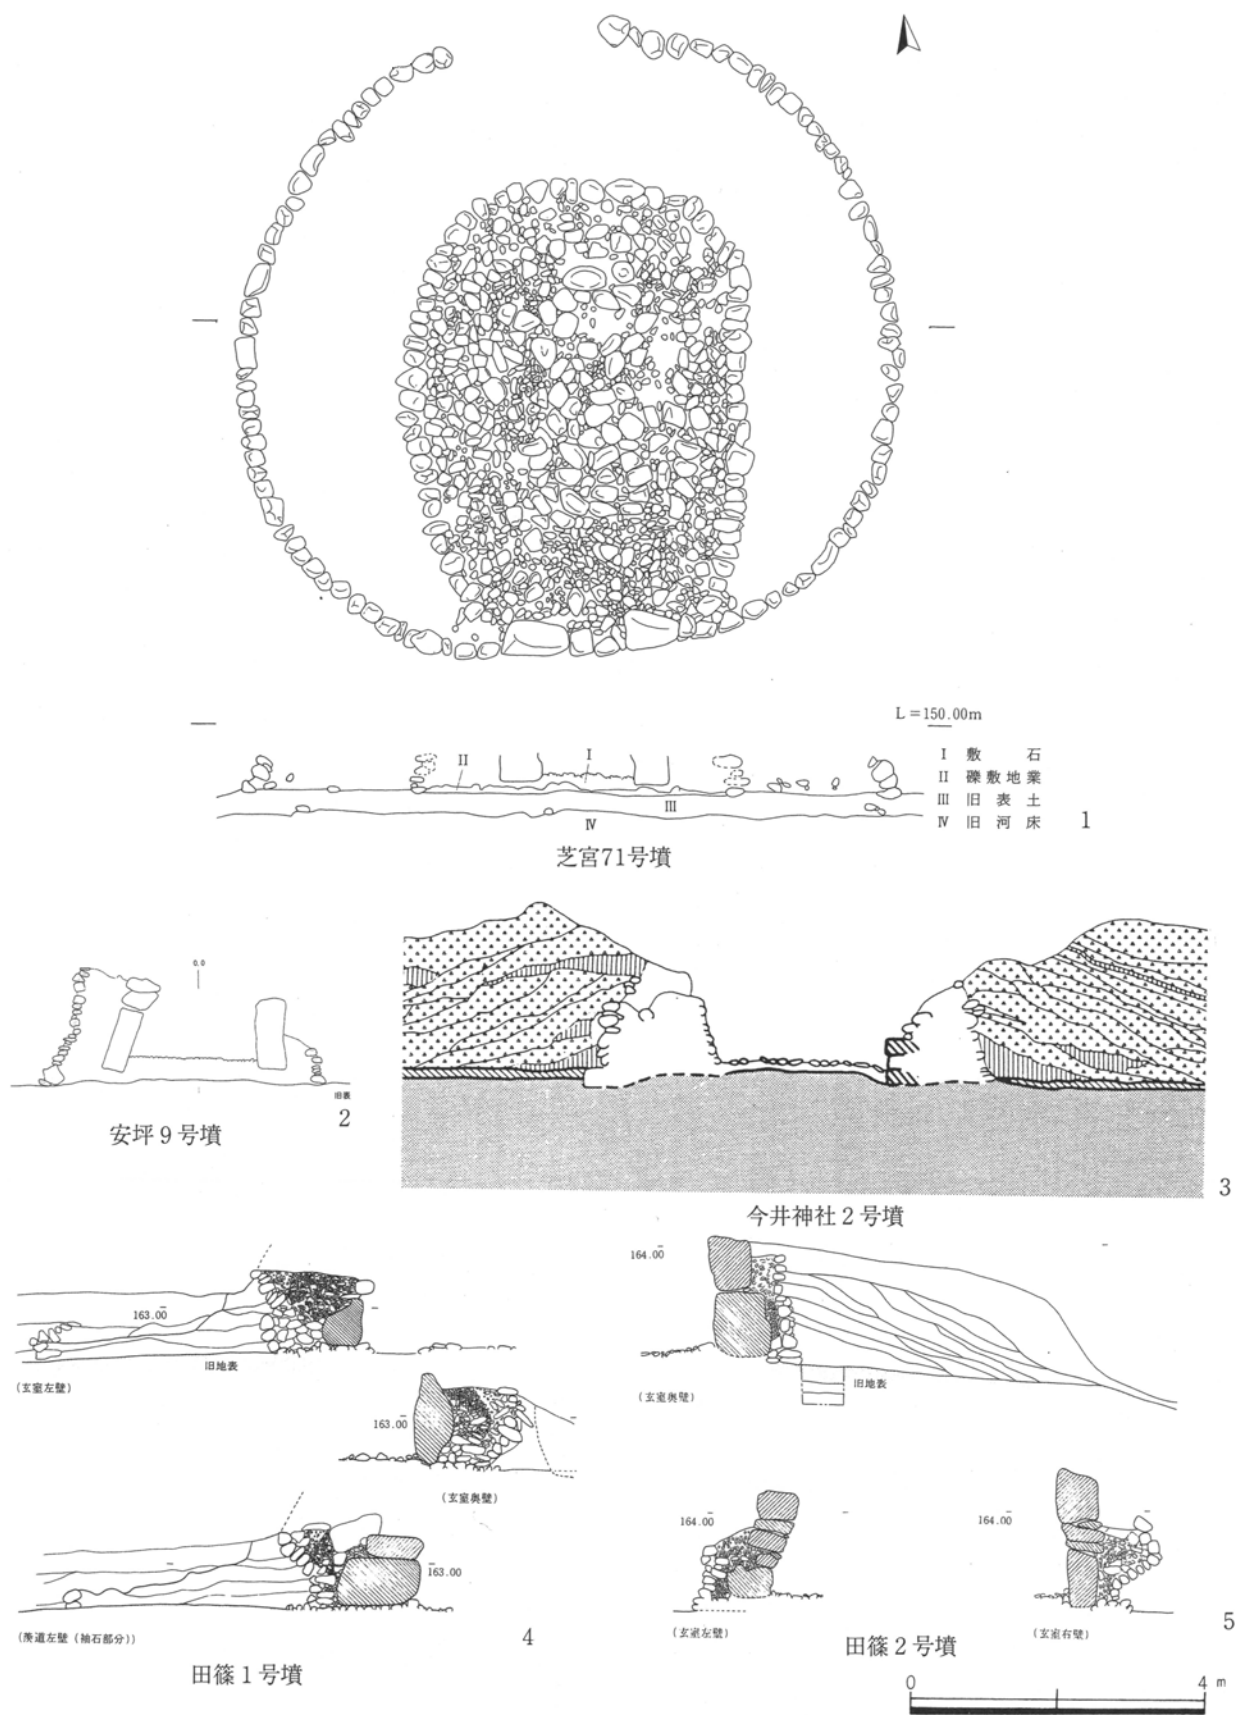 L=150.00m
I 敷石
II 礫敷地業
III 旧表土
IV 旧河床
I
II
III
IV
1
芝宮71号墳
0.0
旧表
2
安坪9号墳
3
今井神社2号墳
163.00
旧地表
(玄室左壁)
163.00
(玄室奥壁)
163.00
(羨道左壁(袖石部分))
4
田篠1号墳
164.00
旧地表
(玄室奥壁)
164.00
(玄室左壁)
164.00
(玄室右壁)
5
田篠2号墳
0 4 m